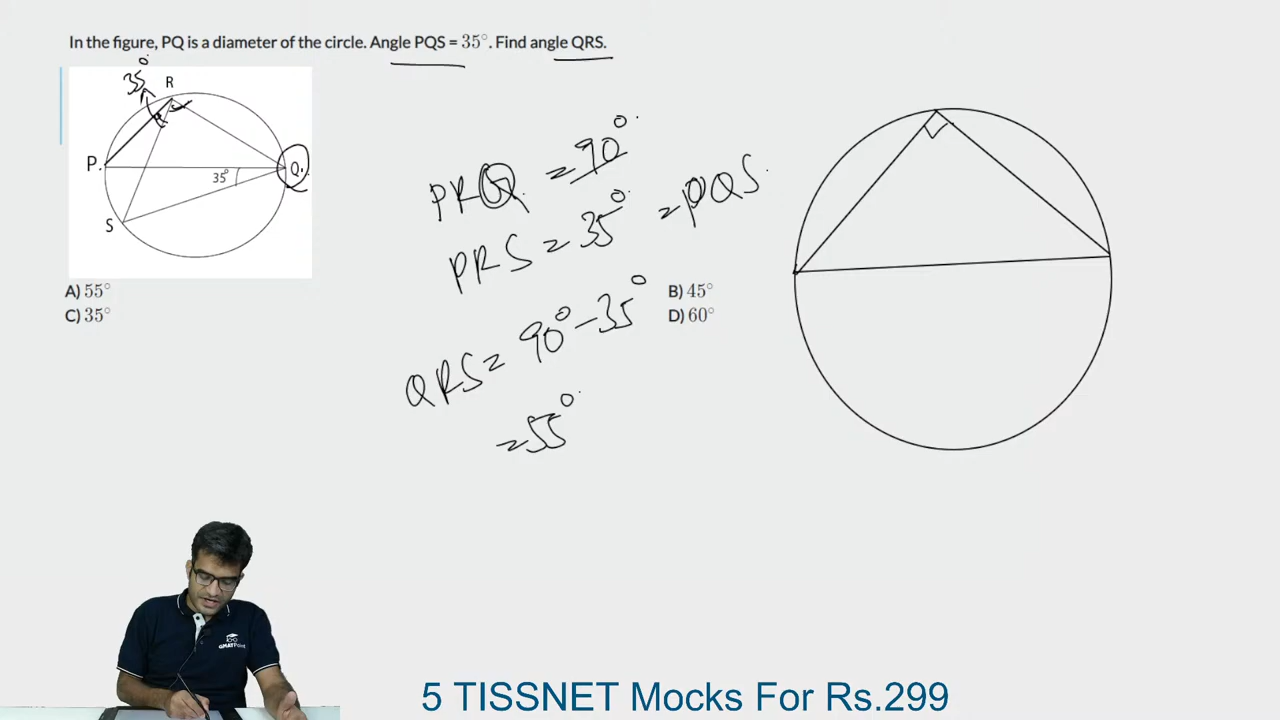 In the figure, PQ is a diameter of the circle. Angle PQS = 35°. Find angle QRS.
35°
R
P.
Q.
35°
S
PRQ = 90°
PRS = 35° = PQS
QRS = 90° - 35°
= 55°
A) 55°
B) 45°
C) 35°
D) 60°
5 TISSNET Mocks For Rs.299